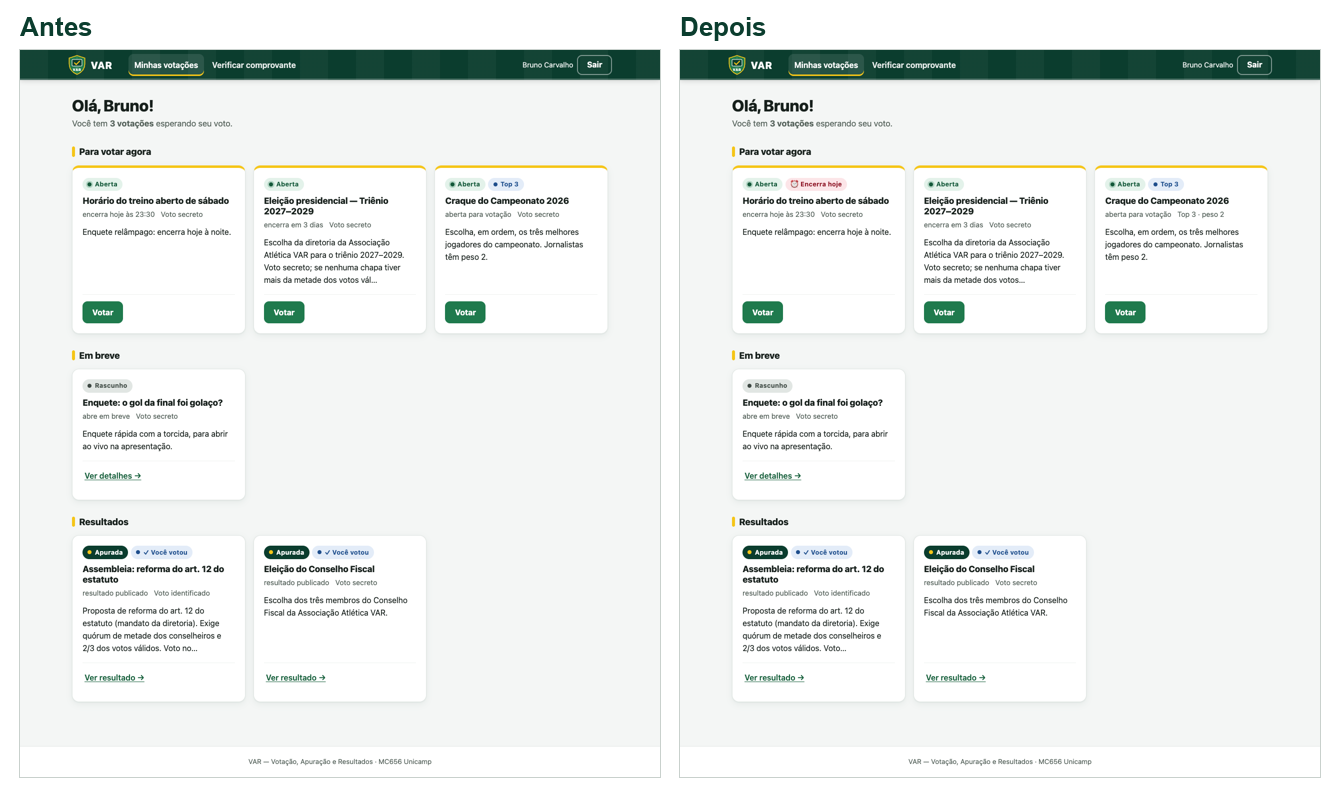 Antes
VAR Minhas votações Verificar comprovante Bruno Carvalho Sair
Olá, Bruno!
Você tem 3 votações esperando seu voto.
Para votar agora
Aberta
Horário do treino aberto de sábado
encerra hoje às 23:30 Voto secreto
Enquete relâmpago: encerra hoje à noite.
Votar
Aberta
Eleição presidencial — Triênio
2027–2029
encerra em 3 dias Voto secreto
Escolha da diretoria da Associação
Atlética VAR para o triênio 2027–2029.
Voto secreto; se nenhuma chapa tiver
mais da metade dos votos vál...
Votar
Aberta Top 3
Craque do Campeonato 2026
aberta para votação Voto secreto
Escolha, em ordem, os três melhores
jogadores do campeonato. Jornalistas
têm peso 2.
Votar
Em breve
Rascunho
Enquete: o gol da final foi golaço?
abre em breve Voto secreto
Enquete rápida com a torcida, para abrir
ao vivo na apresentação.
Ver detalhes →
Resultados
Apurada ✓ Você votou
Assembleia: reforma do art. 12 do
estatuto
resultado publicado Voto identificado
Proposta de reforma do art. 12 do
estatuto (mandato da diretoria). Exige
quórum de metade dos conselheiros e
2/3 dos votos válidos. Voto no...
Ver resultado →
Apurada ✓ Você votou
Eleição do Conselho Fiscal
resultado publicado Voto secreto
Escolha dos três membros do Conselho
Fiscal da Associação Atlética VAR.
Ver resultado →
VAR — Votação, Apuração e Resultados · MC656 Unicamp
Depois
VAR Minhas votações Verificar comprovante Bruno Carvalho Sair
Olá, Bruno!
Você tem 3 votações esperando seu voto.
Para votar agora
Aberta ⏰ Encerra hoje
Horário do treino aberto de sábado
encerra hoje às 23:30 Voto secreto
Enquete relâmpago: encerra hoje à noite.
Votar
Aberta
Eleição presidencial — Triênio
2027–2029
encerra em 3 dias Voto secreto
Escolha da diretoria da Associação
Atlética VAR para o triênio 2027–2029.
Voto secreto; se nenhuma chapa tiver
mais da metade dos votos...
Votar
Aberta Top 3
Craque do Campeonato 2026
aberta para votação Top 3 · peso 2
Escolha, em ordem, os três melhores
jogadores do campeonato. Jornalistas
têm peso 2.
Votar
Em breve
Rascunho
Enquete: o gol da final foi golaço?
abre em breve Voto secreto
Enquete rápida com a torcida, para abrir
ao vivo na apresentação.
Ver detalhes →
Resultados
Apurada ✓ Você votou
Assembleia: reforma do art. 12 do
estatuto
resultado publicado Voto identificado
Proposta de reforma do art. 12 do
estatuto (mandato da diretoria). Exige
quórum de metade dos conselheiros e
2/3 dos votos válidos. Voto...
Ver resultado →
Apurada ✓ Você votou
Eleição do Conselho Fiscal
resultado publicado Voto secreto
Escolha dos três membros do Conselho
Fiscal da Associação Atlética VAR.
Ver resultado →
VAR — Votação, Apuração e Resultados · MC656 Unicamp